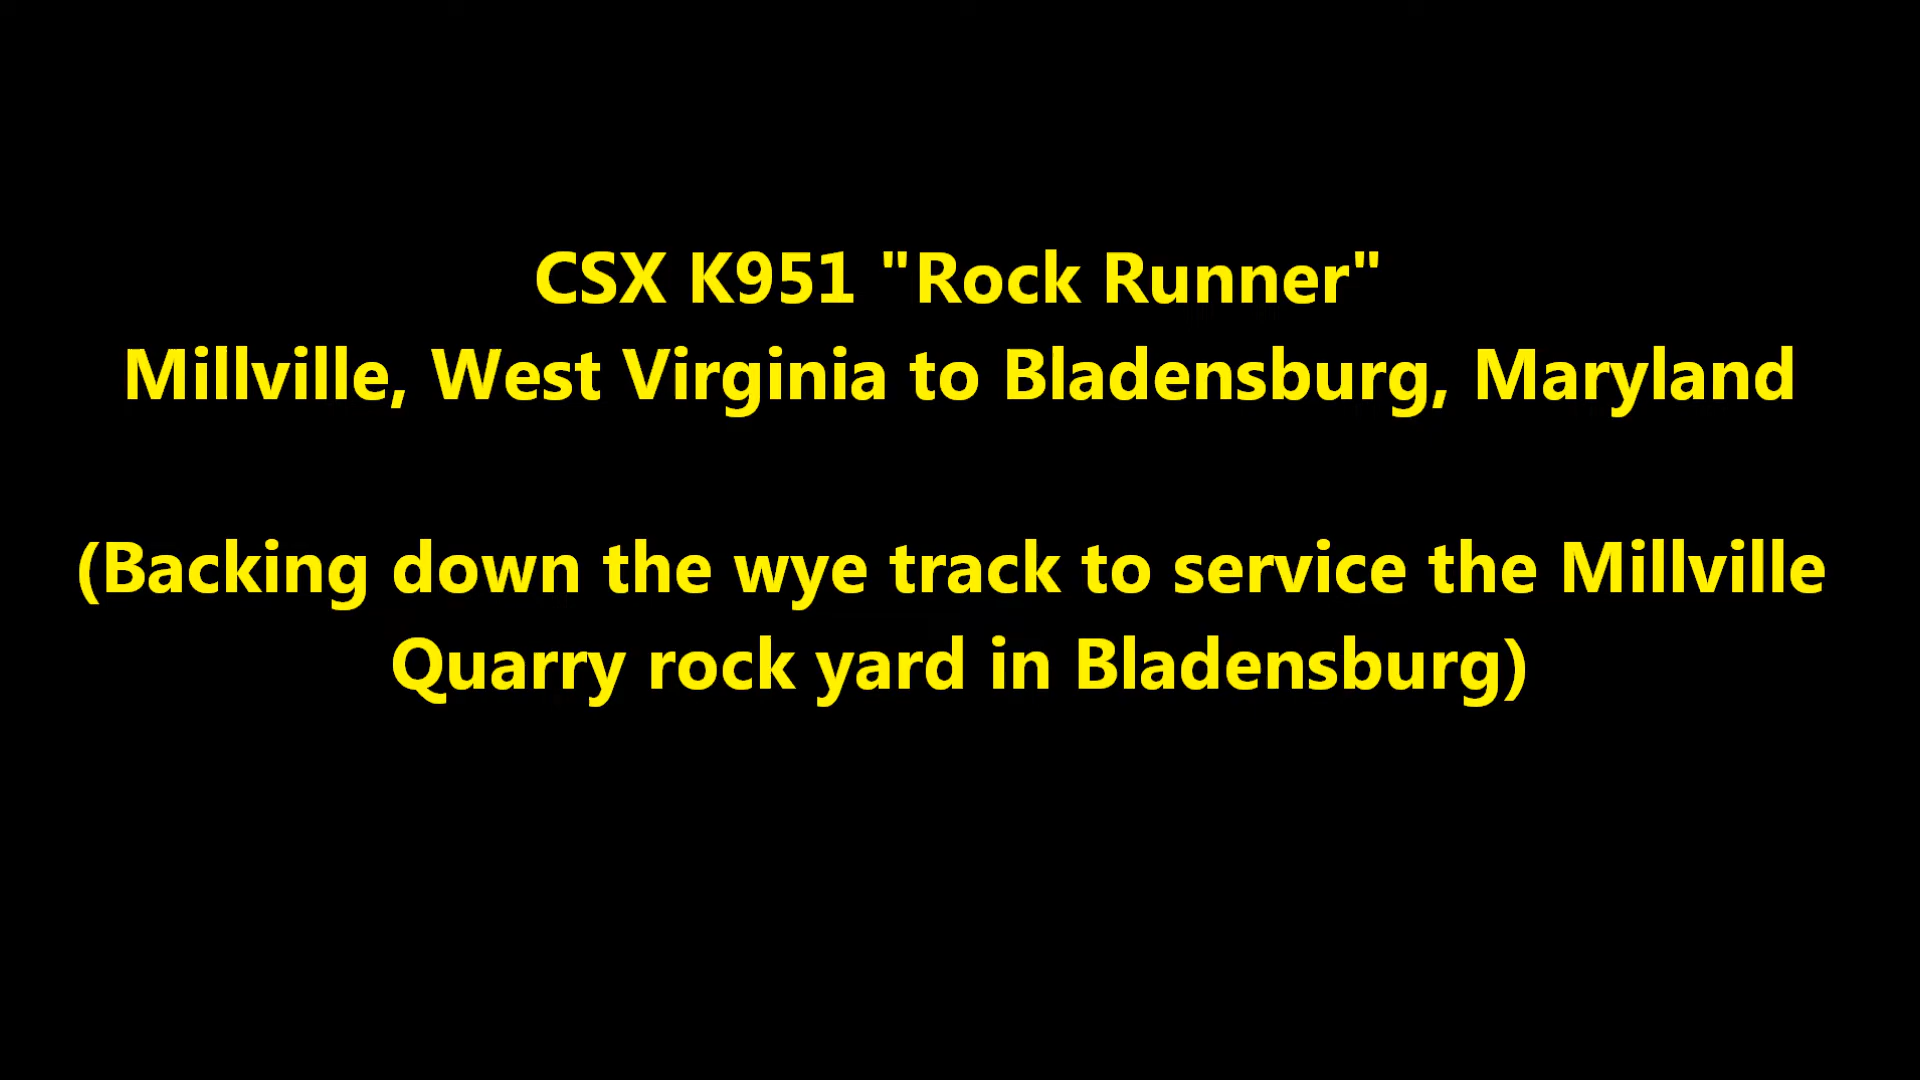 CSX K951 "Rock Runner"
Millville, West Virginia to Bladensburg, Maryland
(Backing down the wye track to service the Millville
Quarry rock yard in Bladensburg)